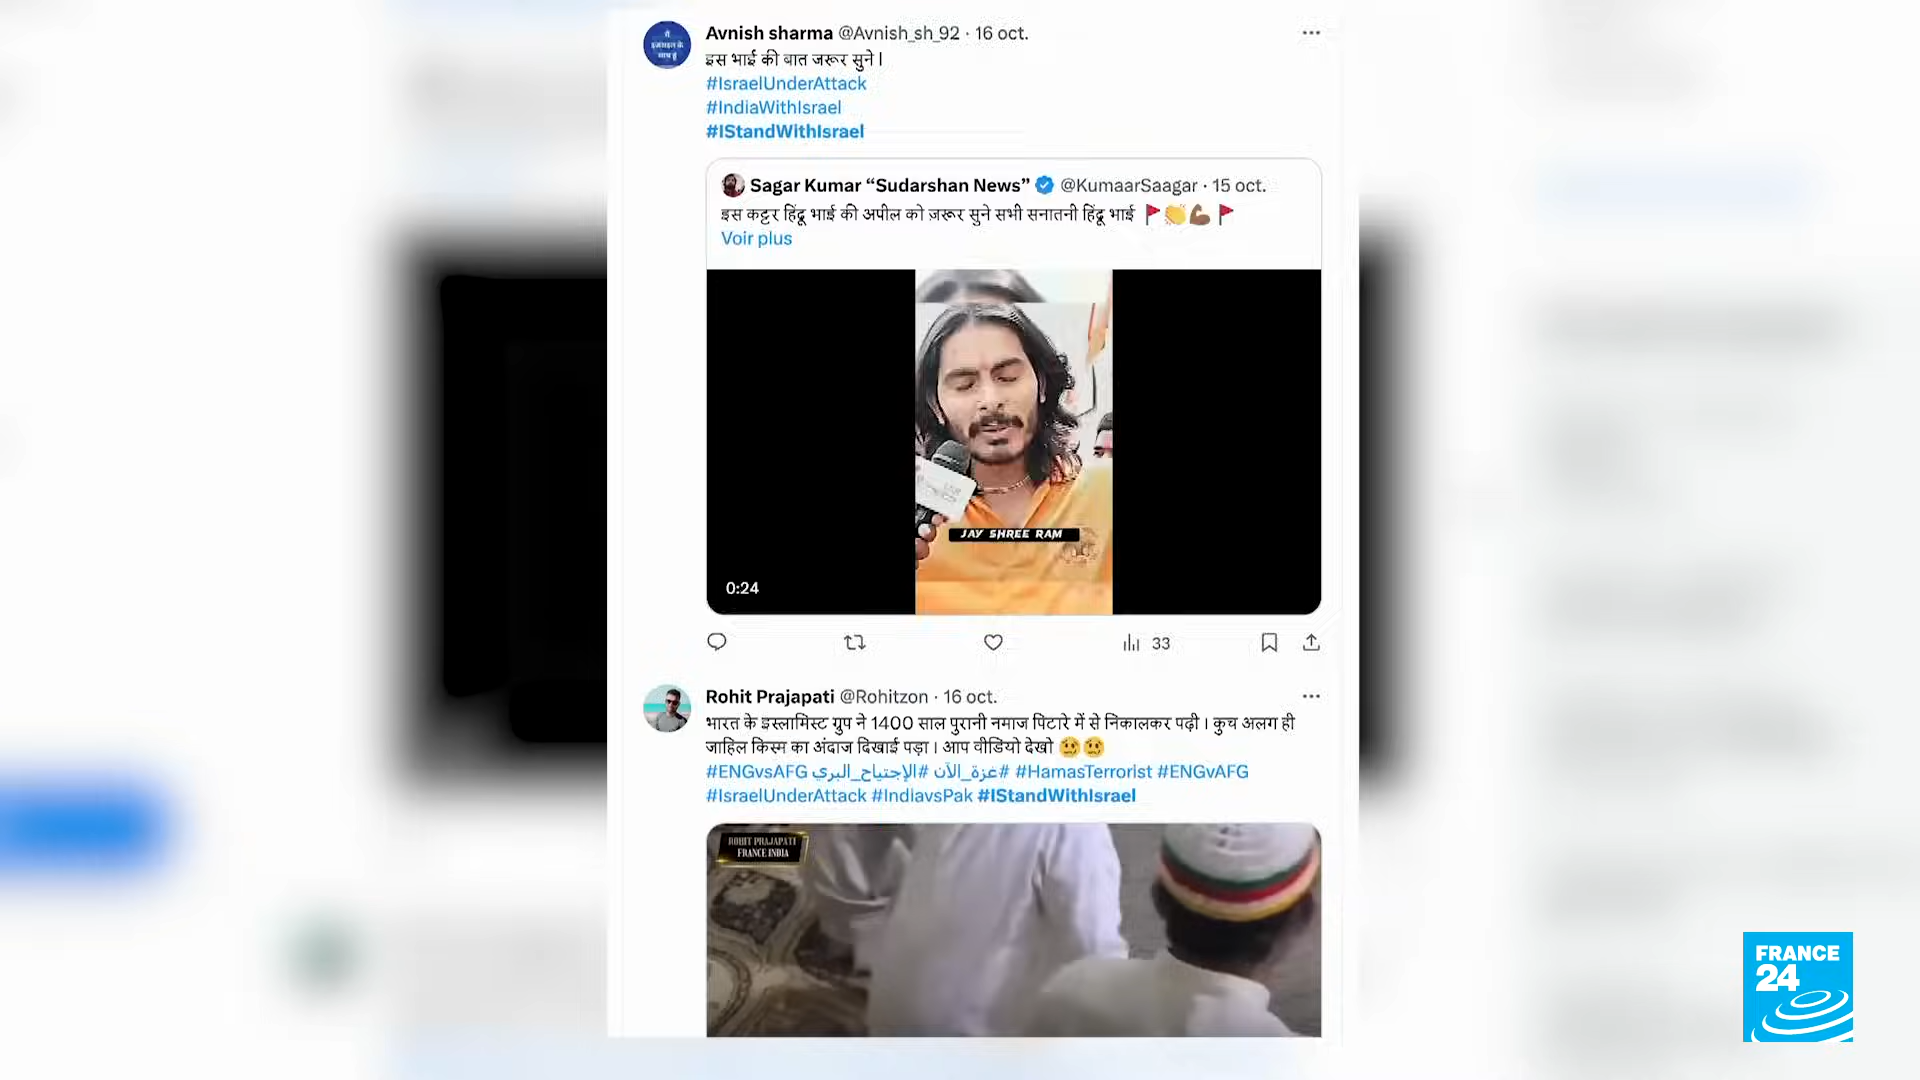 Avnish sharma @Avnish_sh_92 · 16 oct.
इस भाई की बात जरूर सुने।
#IsraelUnderAttack
#IndiaWithIsrael
#IStandWithIsrael
Sagar Kumar “Sudarshan News” @KumaarSaagar · 15 oct.
इस कट्टर हिंदू भाई की अपील को ज़रूर सुने सभी सनातनी हिंदू भाई
Voir plus
JAY SHREE RAM
0:24
33
Rohit Prajapati @Rohitzon · 16 oct.
भारत के इस्लामिस्ट ग्रुप ने 1400 साल पुरानी नमाज पिटारे में से निकालकर पढ़ी। कुच अलग ही
जाहिल किस्म का अंदाज दिखाई पड़ा। आप वीडियो देखो
#ENGvsAFG #غزة_الآن #الإجتياح_البري #HamasTerrorist #ENGvAFG
#IsraelUnderAttack #IndiavsPak #IStandWithIsrael
ROHIT PRAJAPATI
FRANCE INDIA
FRANCE
24